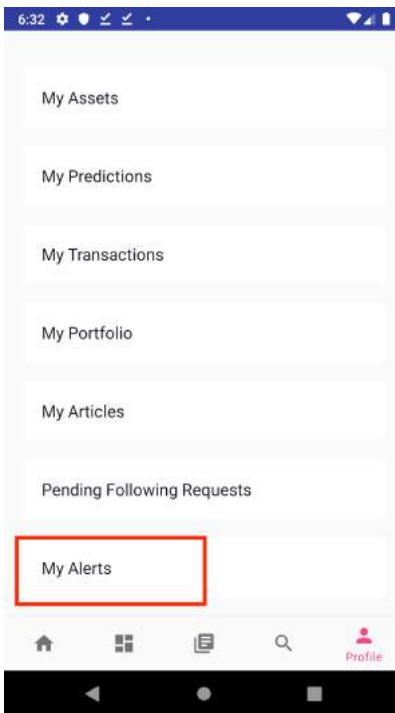 6:32
My Assets
My Predictions
My Transactions
My Portfolio
My Articles
Pending Following Requests
My Alerts
Profile